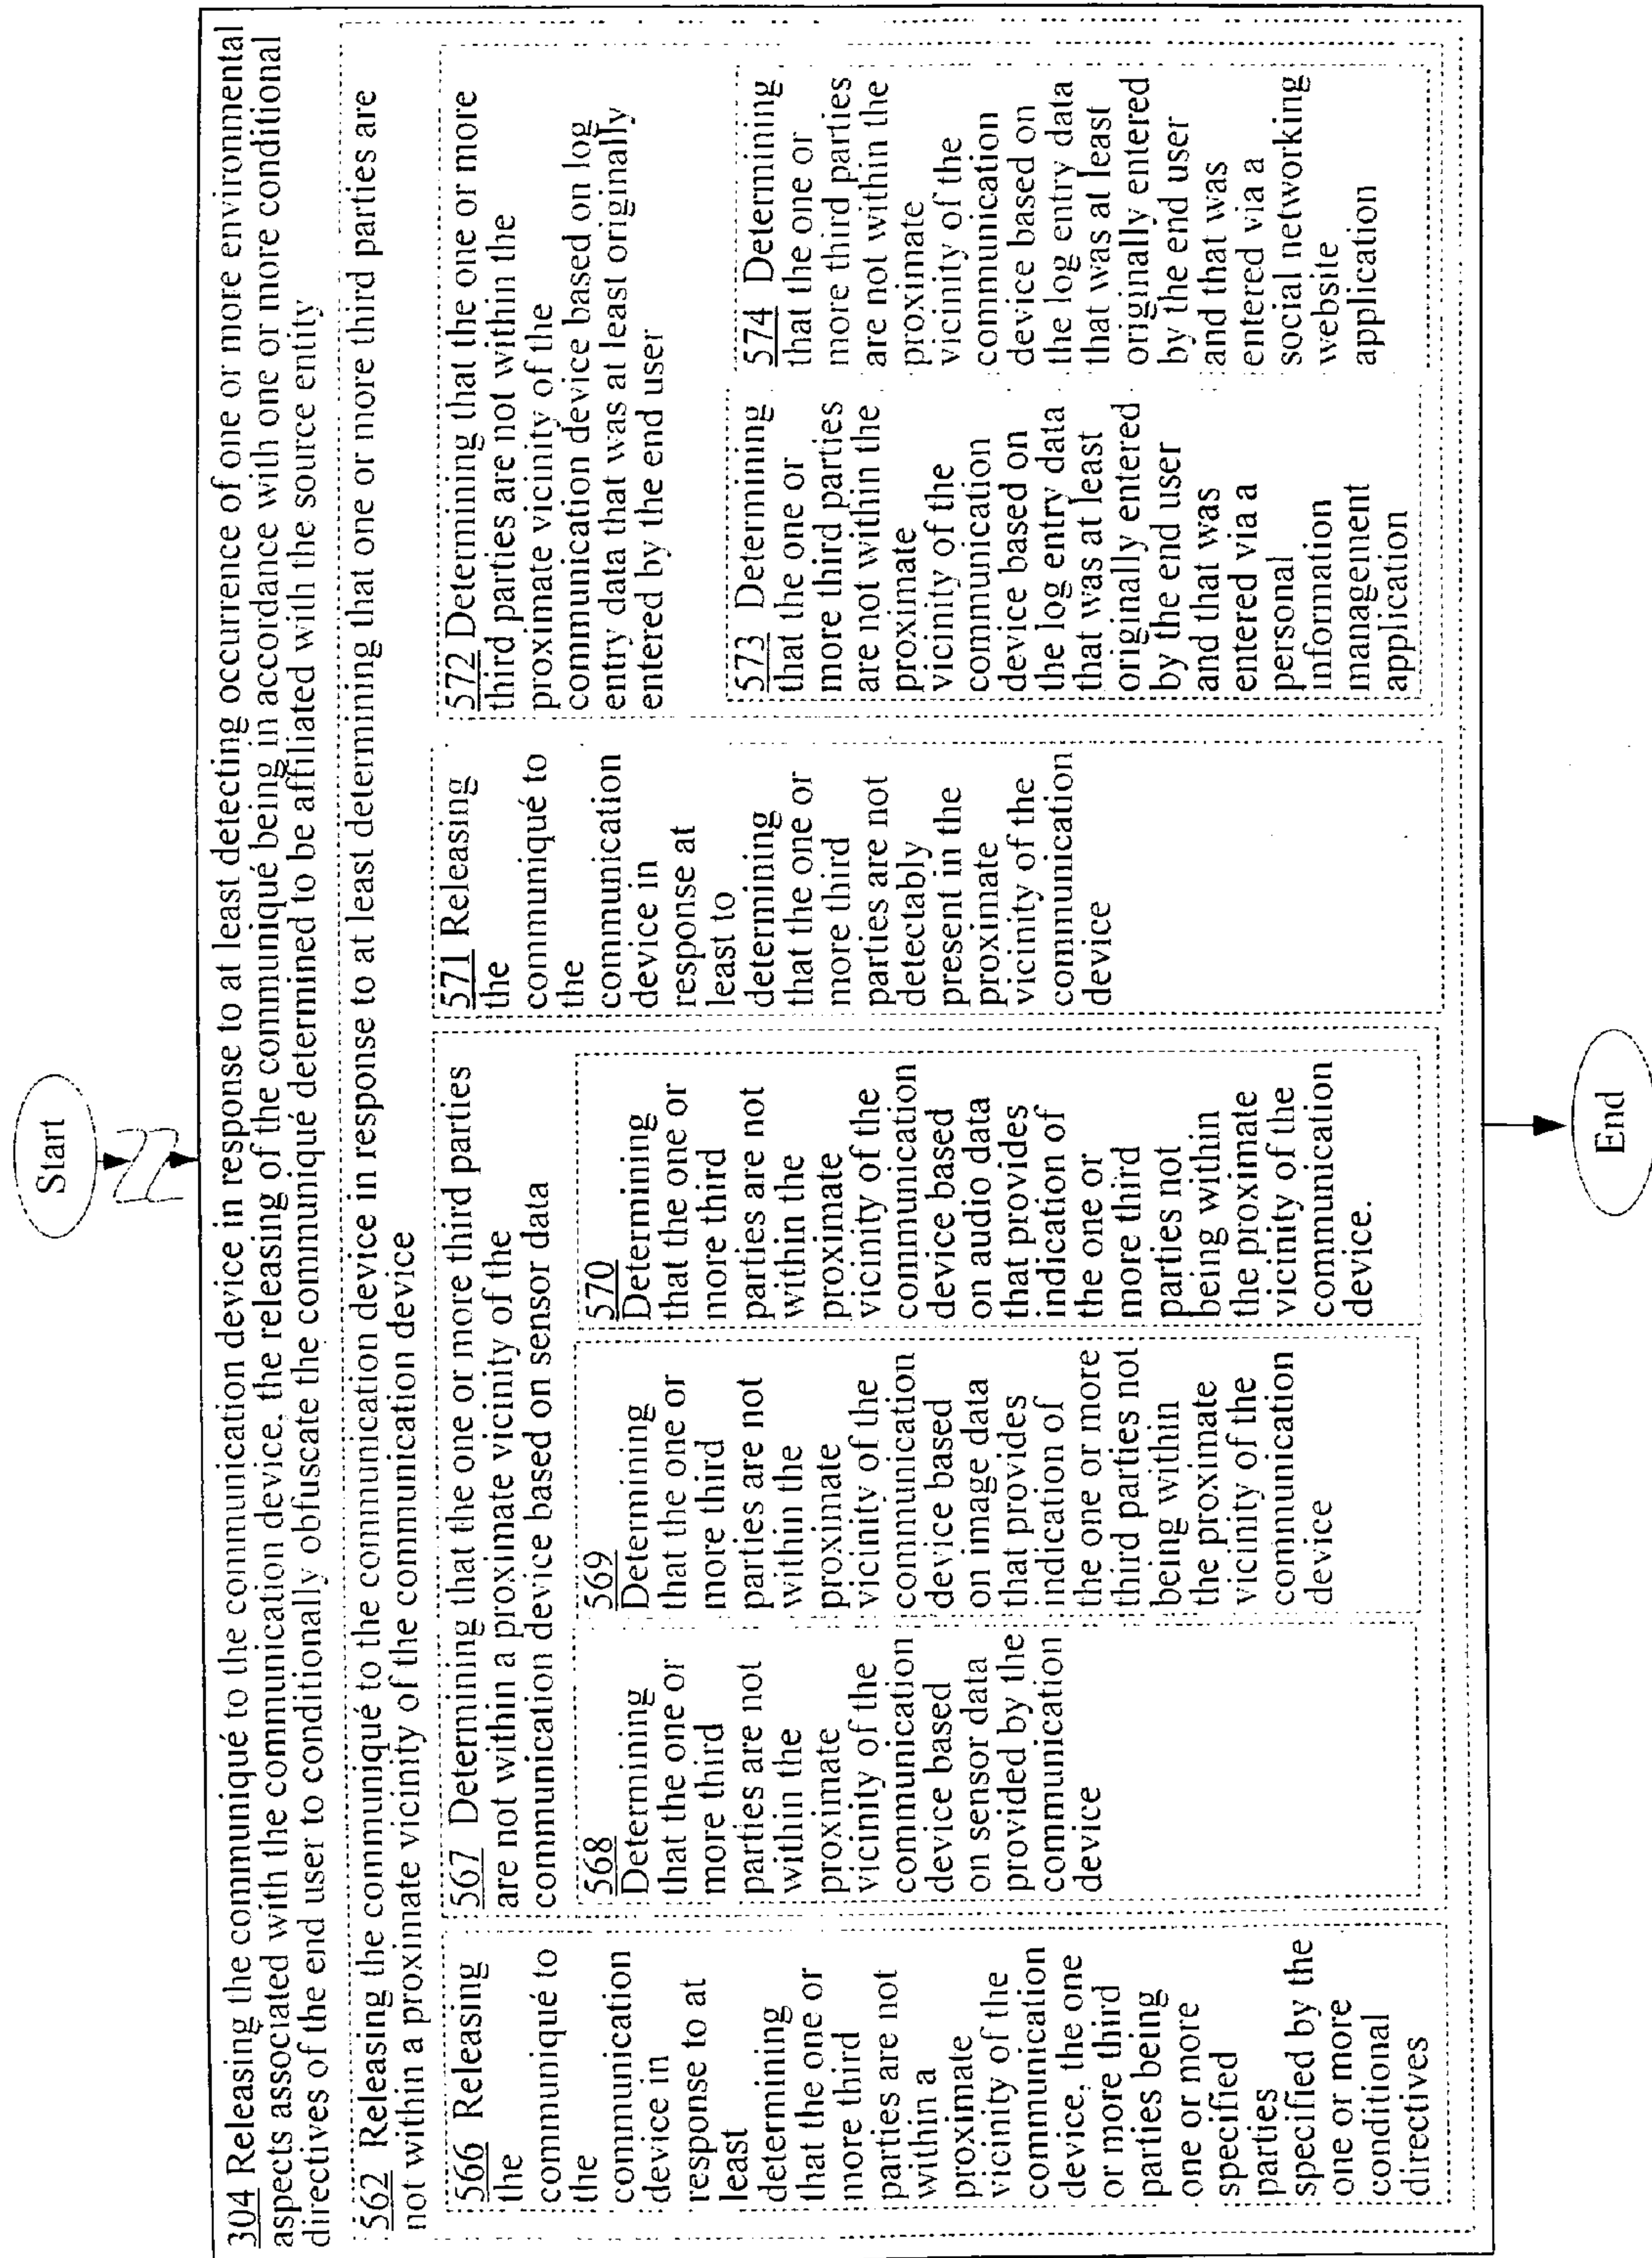 Start
304 Releasing the communiqué to the communication device in response to at least detecting occurrence of one or more environmental
aspects associated with the communication device, the releasing of the communiqué being in accordance with one or more conditional
directives of the end user to conditionally obfuscate the communiqué determined to be affiliated with the source entity
562 Releasing the communiqué to the communication device in response to at least determining that one or more third parties are
not within a proximate vicinity of the communication device
566 Releasing
the
communiqué to
the
communication
device in
response to at
least
determining
that the one or
more third
parties are not
within a
proximate
vicinity of the
communication
device, the one
or more third
parties being
one or more
specified
parties
specified by the
one or more
conditional
directives
567 Determining that the one or more third parties
are not within a proximate vicinity of the
communication device based on sensor data
568
Determining
that the one or
more third
parties are not
within the
proximate
vicinity of the
communication
device based
on sensor data
provided by the
communication
device
569
Determining
that the one or
more third
parties are not
within the
proximate
vicinity of the
communication
device based
on image data
that provides
indication of
the one or more
third parties not
being within
the proximate
vicinity of the
communication
device
570
Determining
that the one or
more third
parties are not
within the
proximate
vicinity of the
communication
device based
on audio data
that provides
indication of
the one or
more third
parties not
being within
the proximate
vicinity of the
communication
device.
571 Releasing
the
communiqué to
the
communication
device in
response at
least to
determining
that the one or
more third
parties are not
detectably
present in the
proximate
vicinity of the
communication
device
572 Determining that the one or more
third parties are not within the
proximate vicinity of the
communication device based on log
entry data that was at least originally
entered by the end user
573 Determining
that the one or
more third parties
are not within the
proximate
vicinity of the
communication
device based on
the log entry data
that was at least
originally entered
by the end user
and that was
entered via a
personal
information
management
application
574 Determining
that the one or
more third parties
are not within the
proximate
vicinity of the
communication
device based on
the log entry data
that was at least
originally entered
by the end user
and that was
entered via a
social networking
website
application
End